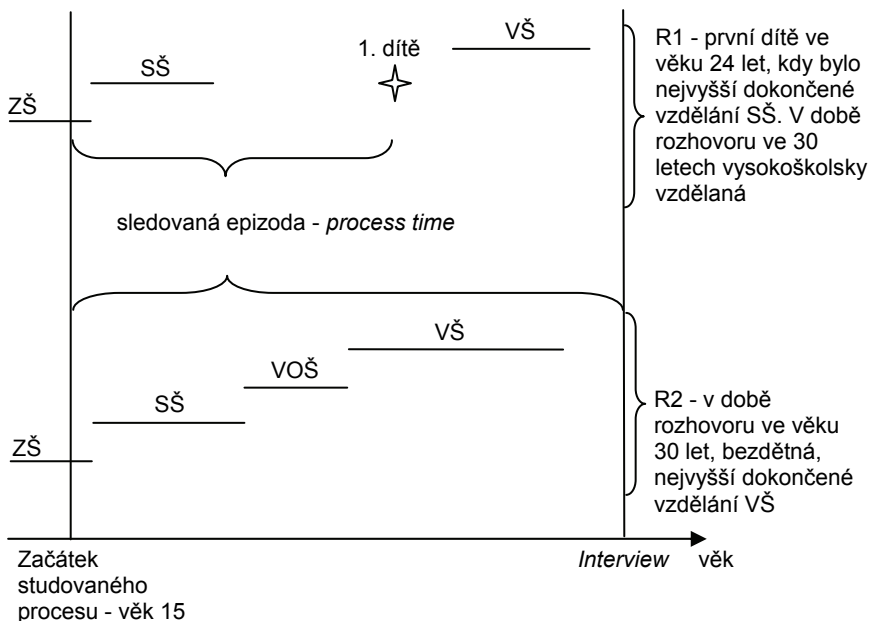 1. dítě
VŠ
SŠ
ZŠ
R1 - první dítě ve
věku 24 let, kdy bylo
nejvyšší dokončené
vzdělání SŠ. V době
rozhovoru ve 30
letech vysokoškolsky
vzdělaná
sledovaná epizoda - process time
VŠ
VOŠ
SŠ
ZŠ
R2 - v době
rozhovoru ve věku
30 let, bezdětná,
nejvyšší dokončené
vzdělání VŠ
Začátek
studovaného
procesu - věk 15
Interview
věk